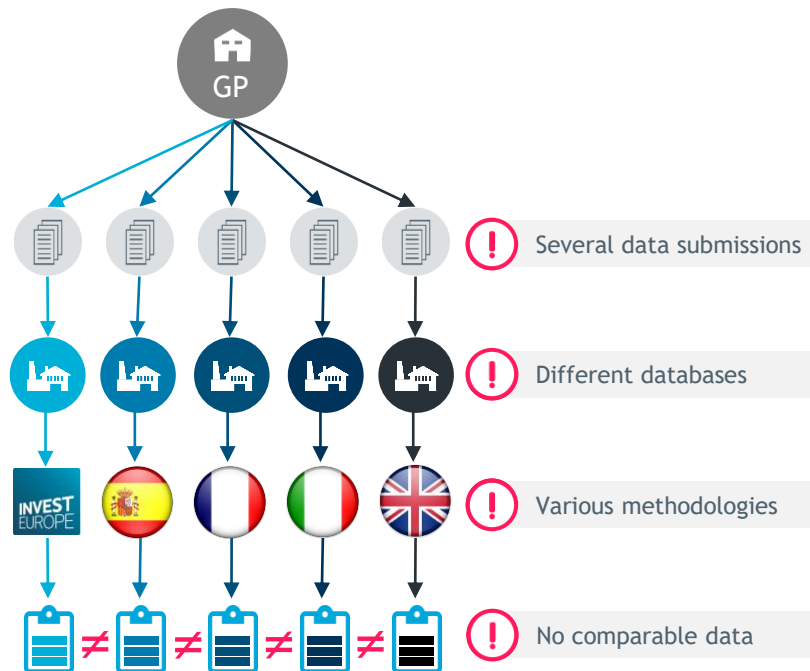 GP
Several data submissions
Different databases
INVEST
EUROPE
Various methodologies
≠ ≠ ≠ ≠
No comparable data